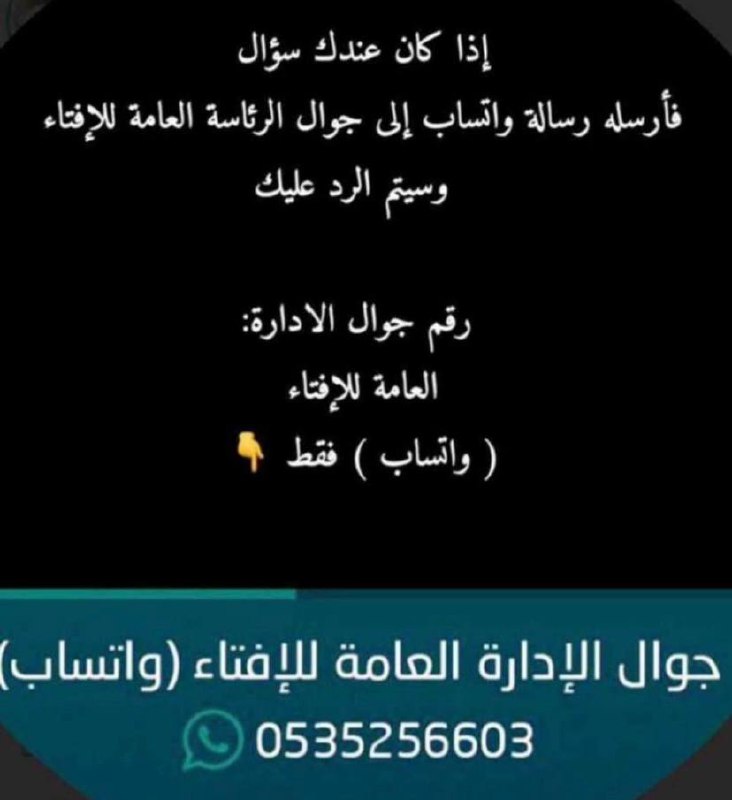 إذا كان عندك سؤال
فأرسله رسالة واتساب إلى جوال الرئاسة العامة للإفتاء
وسيتم الرد عليك
رقم جوال الادارة:
العامة للإفتاء
( واتساب ) فقط 👇
جوال الإدارة العامة للإفتاء (واتساب)
0535256603